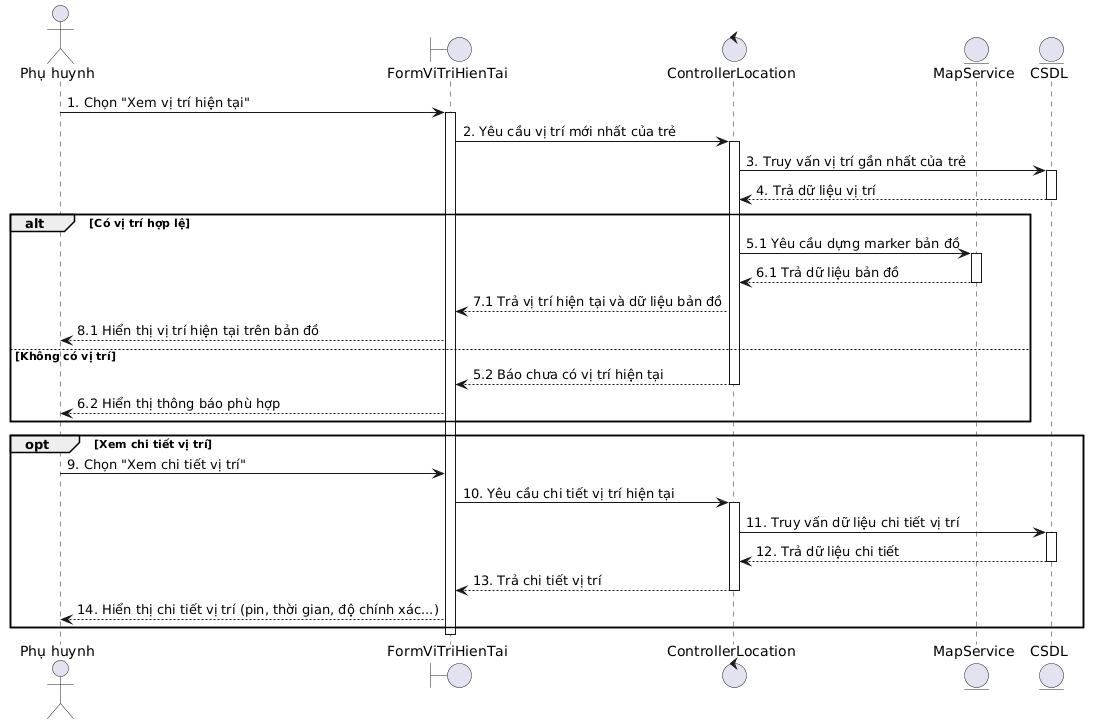 Phụ huynh
FormViTriHienTai
ControllerLocation
MapService
CSDL
1. Chọn "Xem vị trí hiện tại"
2. Yêu cầu vị trí mới nhất của trẻ
3. Truy vấn vị trí gần nhất của trẻ
4. Trả dữ liệu vị trí
alt
[Có vị trí hợp lệ]
5.1 Yêu cầu dựng marker bản đồ
6.1 Trả dữ liệu bản đồ
7.1 Trả vị trí hiện tại và dữ liệu bản đồ
8.1 Hiển thị vị trí hiện tại trên bản đồ
[Không có vị trí]
5.2 Báo chưa có vị trí hiện tại
6.2 Hiển thị thông báo phù hợp
opt
[Xem chi tiết vị trí]
9. Chọn "Xem chi tiết vị trí"
10. Yêu cầu chi tiết vị trí hiện tại
11. Truy vấn dữ liệu chi tiết vị trí
12. Trả dữ liệu chi tiết
13. Trả chi tiết vị trí
14. Hiển thị chi tiết vị trí (pin, thời gian, độ chính xác...)
Phụ huynh
FormViTriHienTai
ControllerLocation
MapService
CSDL